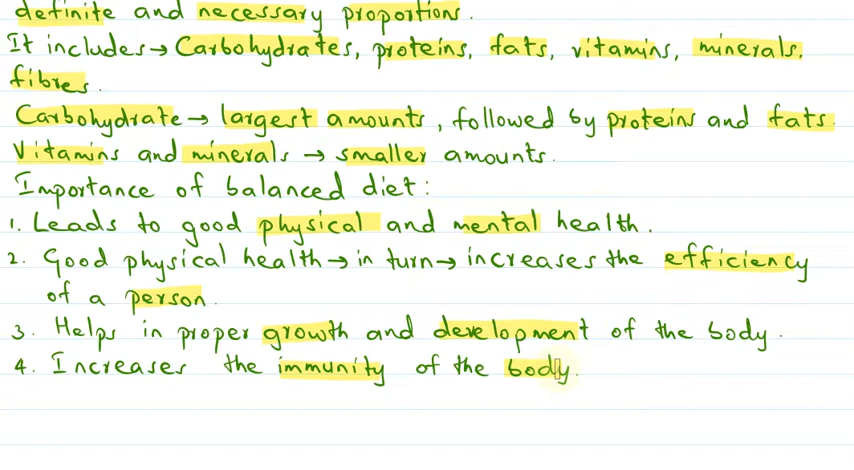 definite and necessary proportions.
It includes → Carbohydrates, proteins, fats, vitamins, minerals,
fibres.
Carbohydrate → largest amounts, followed by proteins and fats.
Vitamins and minerals → smaller amounts.
Importance of balanced diet:
1. Leads to good physical and mental health.
2. Good physical health → in turn → increases the efficiency
of a person.
3. Helps in proper growth and development of the body.
4. Increases the immunity of the body.